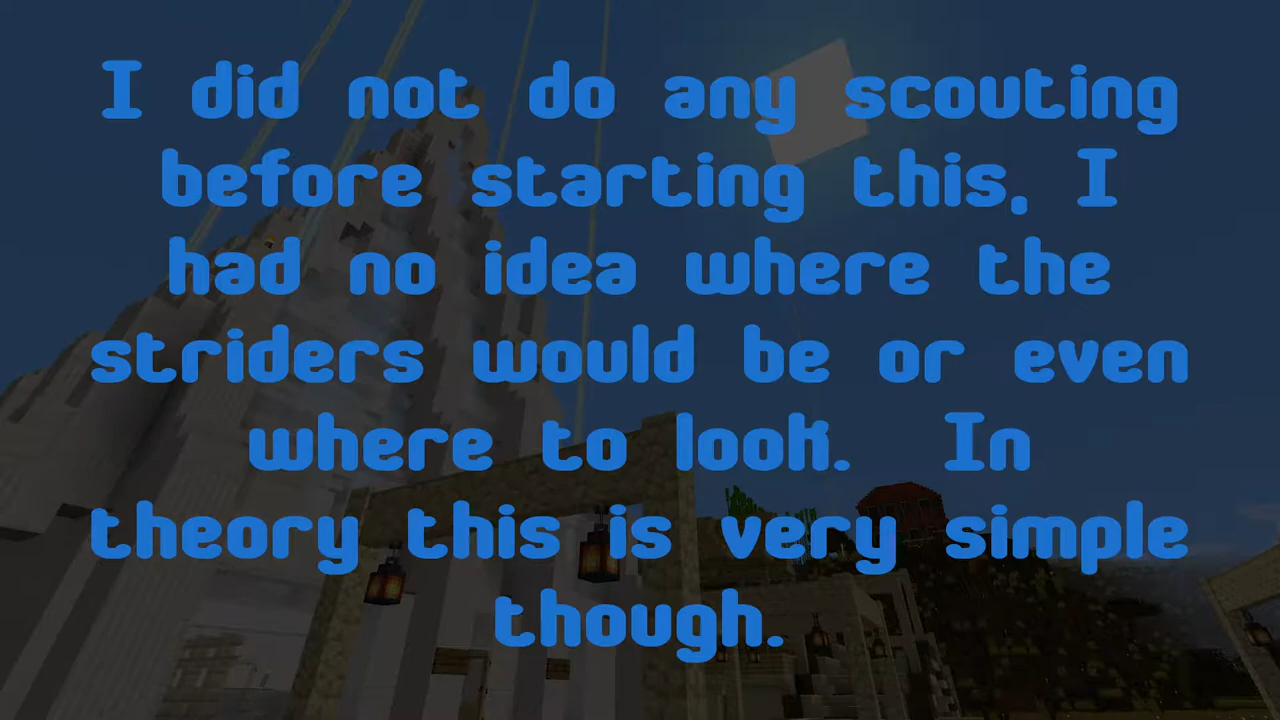 I did not do any scouting
before starting this, I
had no idea where the
striders would be or even
where to look.  In
theory this is very simple
though.